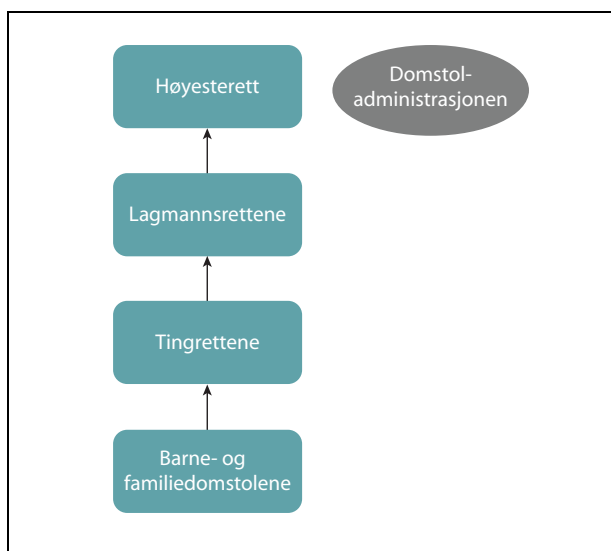 Høyesterett
Domstol-
administrasjonen
Lagmannsrettene
Tingrettene
Barne- og
familiedomstolene